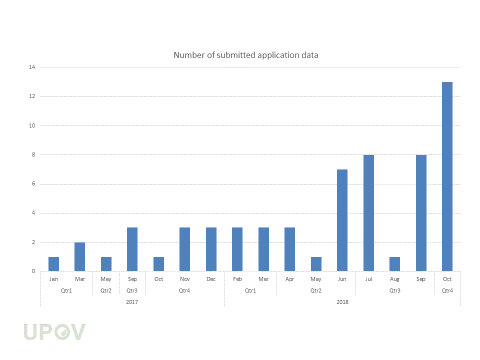 Number of submitted application data
14
12
10
8
6
4
2
0
Jan Mar May Sep Oct Nov Dec Feb Mar Apr May Jun Jul Aug Sep Oct
Qtr1 Qtr2 Qtr3 Qtr4 Qtr1 Qtr2 Qtr3 Qtr4
2017 2018
UPOV